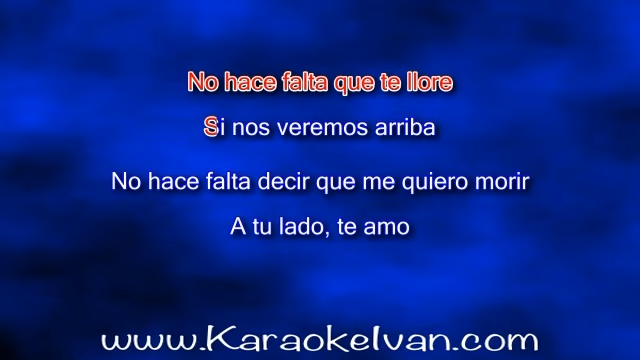 No hace falta que te llore
Si nos veremos arriba
No hace falta decir que me quiero morir
A tu lado, te amo
www.KaraokeIvan.com